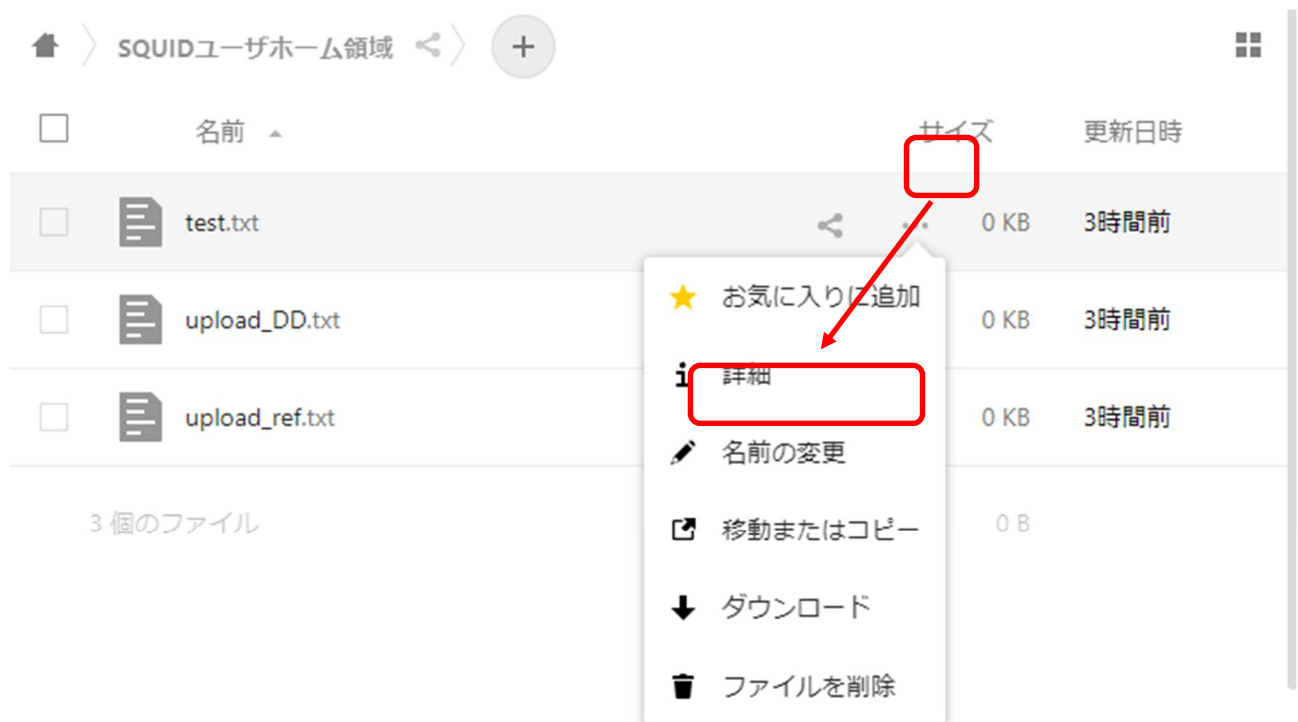 SQUIDユーザホーム領域
名前 サイズ 更新日時
test.txt 0 KB 3時間前
お気に入りに追加
upload_DD.txt 0 KB 3時間前
詳細
upload_ref.txt 0 KB 3時間前
名前の変更
3 個のファイル 0 B
移動またはコピー
ダウンロード
ファイルを削除